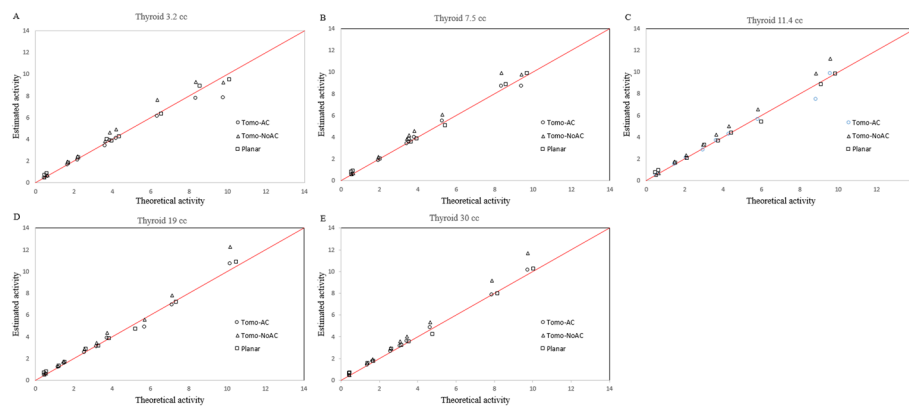 A
Thyroid 3.2 cc
Estimated activity
14
12
10
8
6
4
2
0
0 2 4 6 8 10 12 14
Theoretical activity
Tomo-AC
Tomo-NoAC
Planar
B
Thyroid 7.5 cc
Estimated activity
14
12
10
8
6
4
2
0
0 2 4 6 8 10 12 14
Theoretical activity
Tomo-AC
Tomo-NoAC
Planar
C
Thyroid 11.4 cc
Estimated activity
14
12
10
8
6
4
2
0
0 2 4 6 8 10 12
Theoretical activity
Tomo-AC
Tomo-NoAC
Planar
D
Thyroid 19 cc
Estimated activity
14
12
10
8
6
4
2
0
0 2 4 6 8 10 12 14
Theoretical activity
Tomo-AC
Tomo-NoAC
Planar
E
Thyroid 30 cc
Estimated activity
14
12
10
8
6
4
2
0
0 2 4 6 8 10 12 14
Theoretical activity
Tomo-AC
Tomo-NoAC
Planar